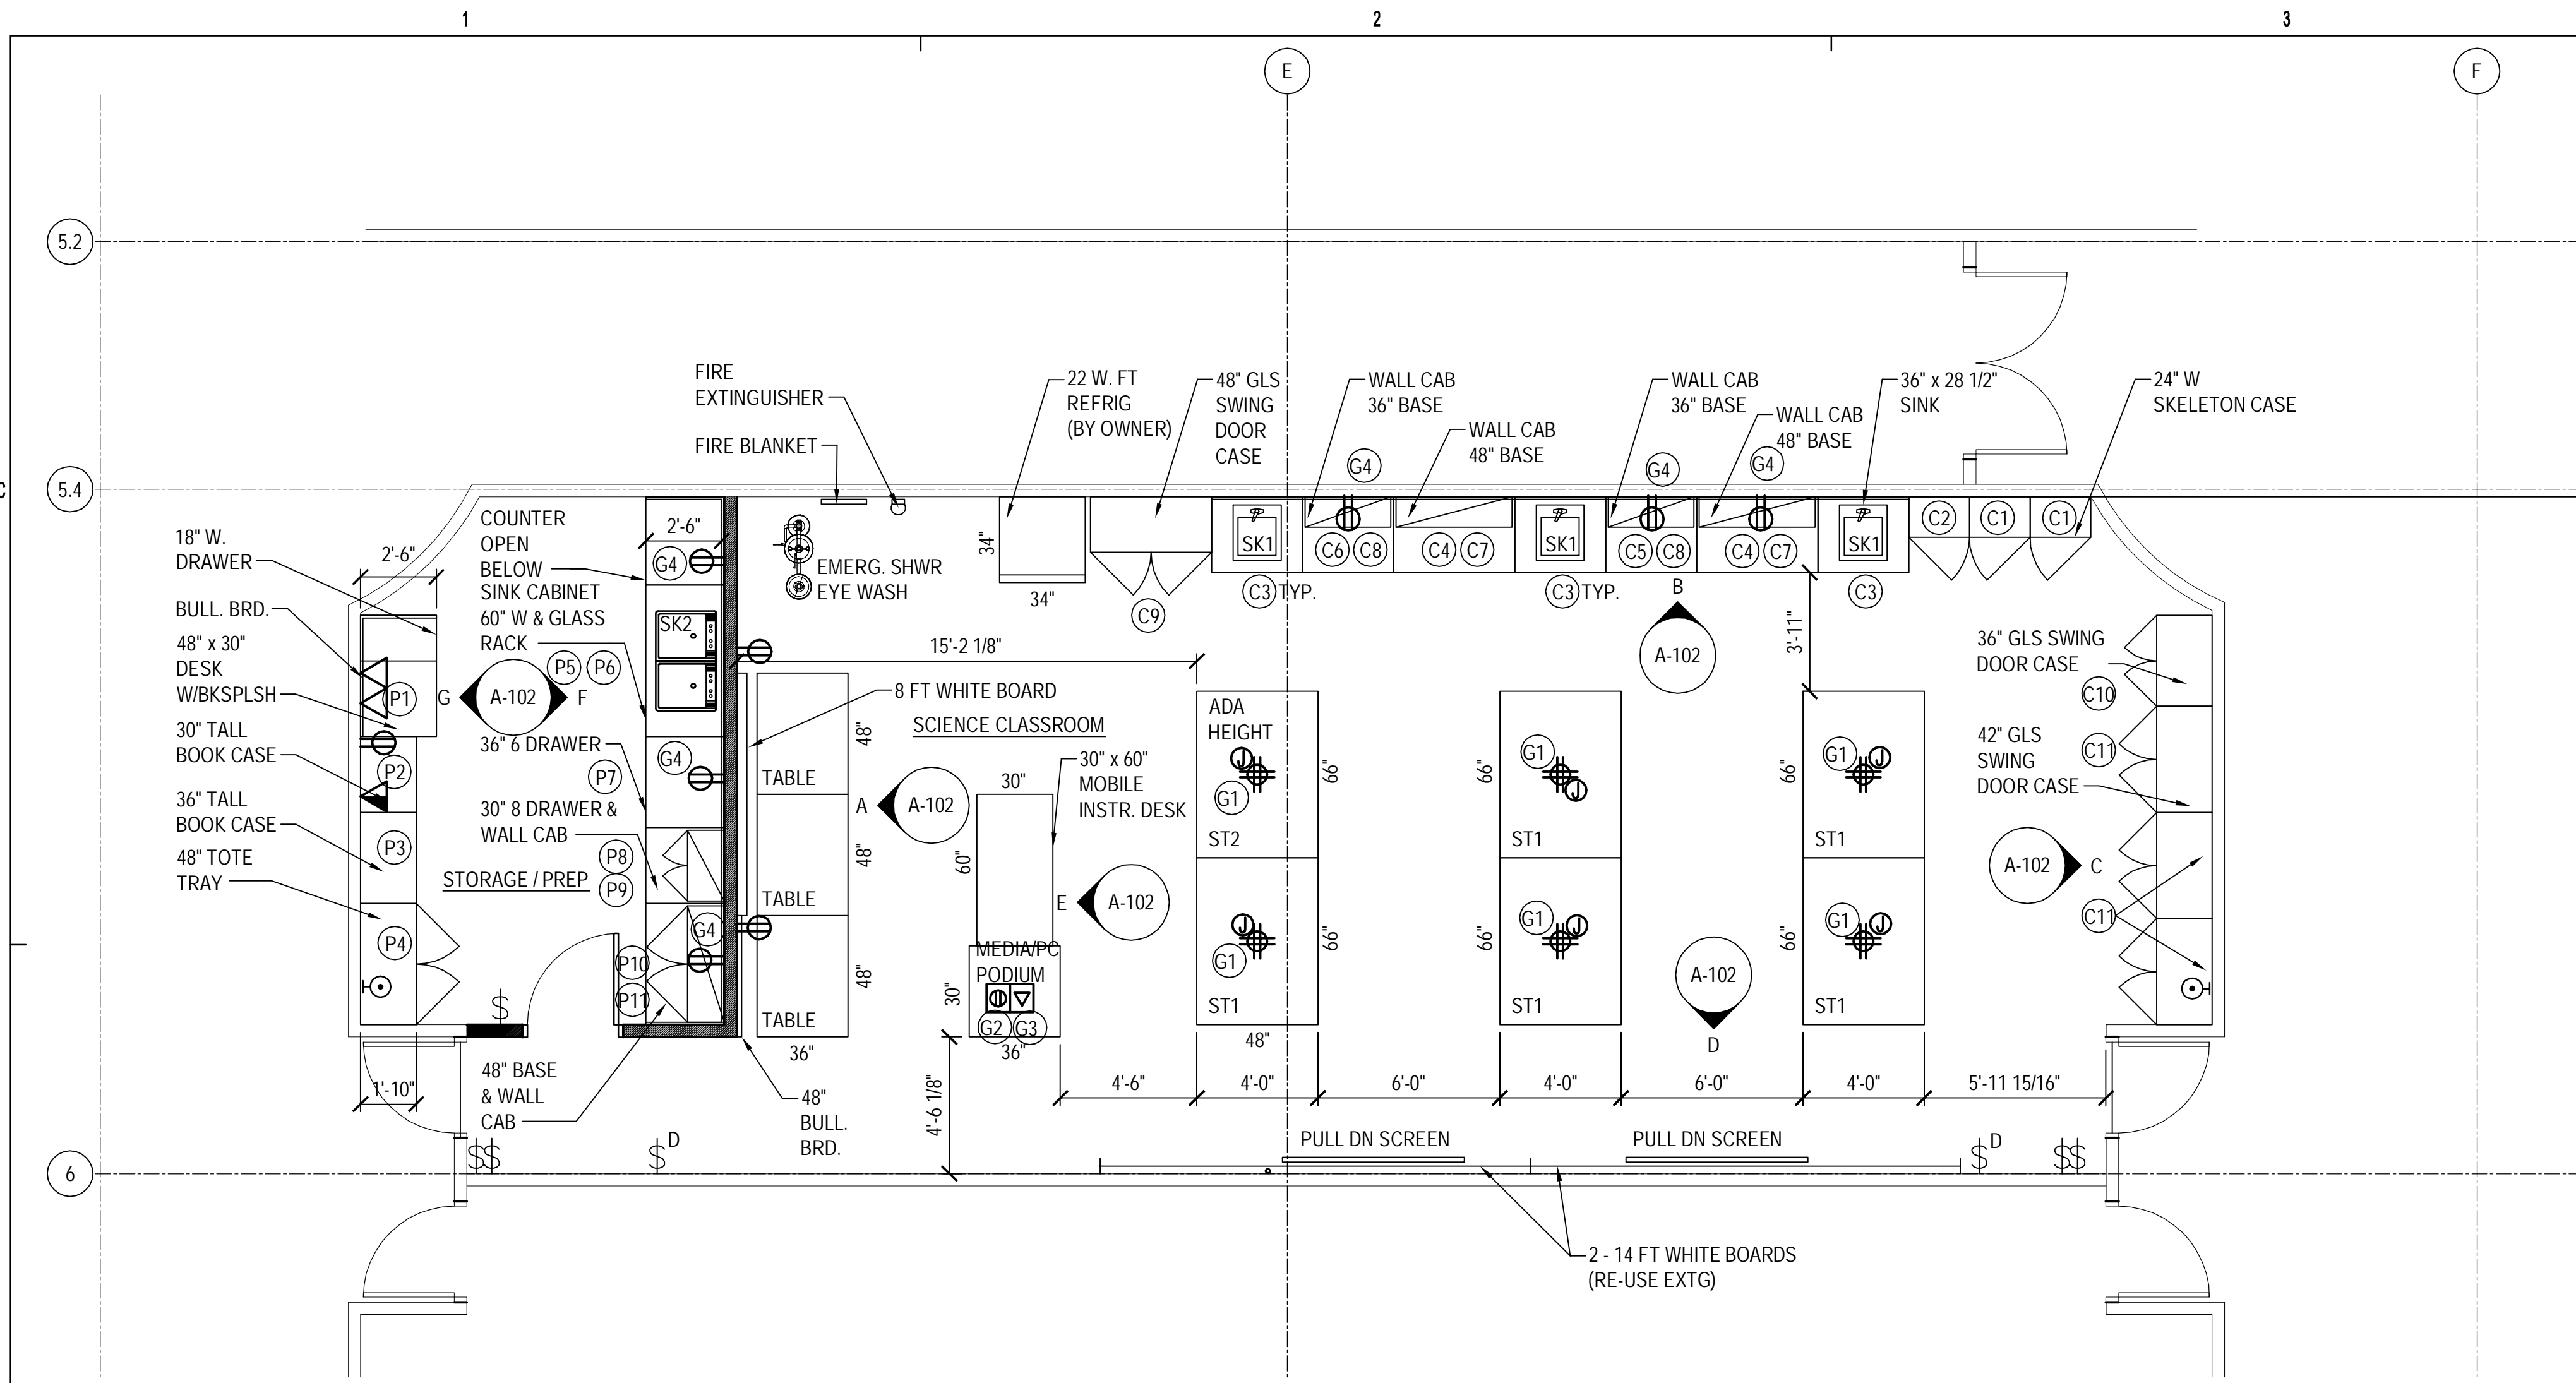 1
2
3
E
F
5.2
5.4
6
FIRE
EXTINGUISHER
FIRE BLANKET
22 W. FT
REFRIG
(BY OWNER)
48" GLS
SWING
DOOR
CASE
WALL CAB
36" BASE
WALL CAB
48" BASE
WALL CAB
36" BASE
WALL CAB
48" BASE
36" x 28 1/2"
SINK
24" W
SKELETON CASE
G4
G4
G4
18" W.
DRAWER
2'-6"
BULL. BRD.
48" x 30"
DESK
W/BKSPLSH
30" TALL
BOOK CASE
36" TALL
BOOK CASE
48" TOTE
TRAY
P1
P2
P3
P4
1'-10"
COUNTER
OPEN
BELOW
SINK CABINET
60" W & GLASS
RACK
P5
P6
G
A-102
F
36" 6 DRAWER
P7
30" 8 DRAWER &
WALL CAB
P8
P9
STORAGE / PREP
P10
P11
48" BASE
& WALL
CAB
2'-6"
G4
SK2
G4
G4
EMERG. SHWR
EYE WASH
34"
34"
C9
SK1
C3 TYP.
C6
C8
C4
C7
SK1
C3 TYP.
C5
C8
C4
C7
SK1
C3
C2
C1
C1
15'-2 1/8"
3'-11"
B
A-102
8 FT WHITE BOARD
SCIENCE CLASSROOM
TABLE
48"
TABLE
48"
TABLE
48"
36"
A
A-102
30"
60"
30" x 60"
MOBILE
INSTR. DESK
E
A-102
MEDIA/PC
PODIUM
30"
G2
G3
36"
ADA
HEIGHT
J
G1
ST2
66"
J
G1
ST1
66"
48"
66"
G1
J
ST1
66"
G1
J
ST1
66"
G1
J
ST1
66"
G1
J
ST1
A-102
D
36" GLS SWING
DOOR CASE
C10
42" GLS
SWING
DOOR CASE
C11
A-102
C
C11
48"
BULL.
BRD.
4'-6 1/8"
4'-6"
4'-0"
6'-0"
4'-0"
6'-0"
4'-0"
5'-11 15/16"
$
$$
$D
PULL DN SCREEN
PULL DN SCREEN
$D
$$
2 - 14 FT WHITE BOARDS
(RE-USE EXTG)